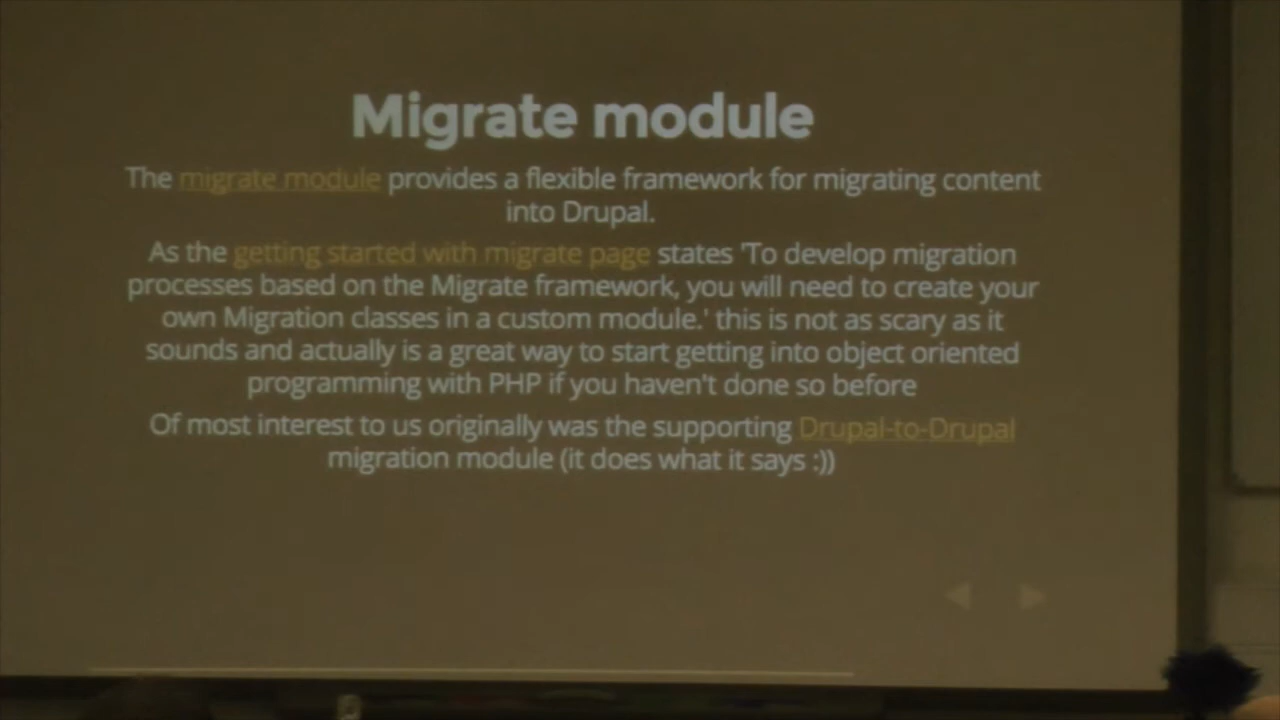 Migrate module
The migrate module provides a flexible framework for migrating content
into Drupal.
As the getting started with migrate page states 'To develop migration
processes based on the Migrate framework, you will need to create your
own Migration classes in a custom module.' this is not as scary as it
sounds and actually is a great way to start getting into object oriented
programming with PHP if you haven't done so before
Of most interest to us originally was the supporting Drupal-to-Drupal
migration module (it does what it says :))